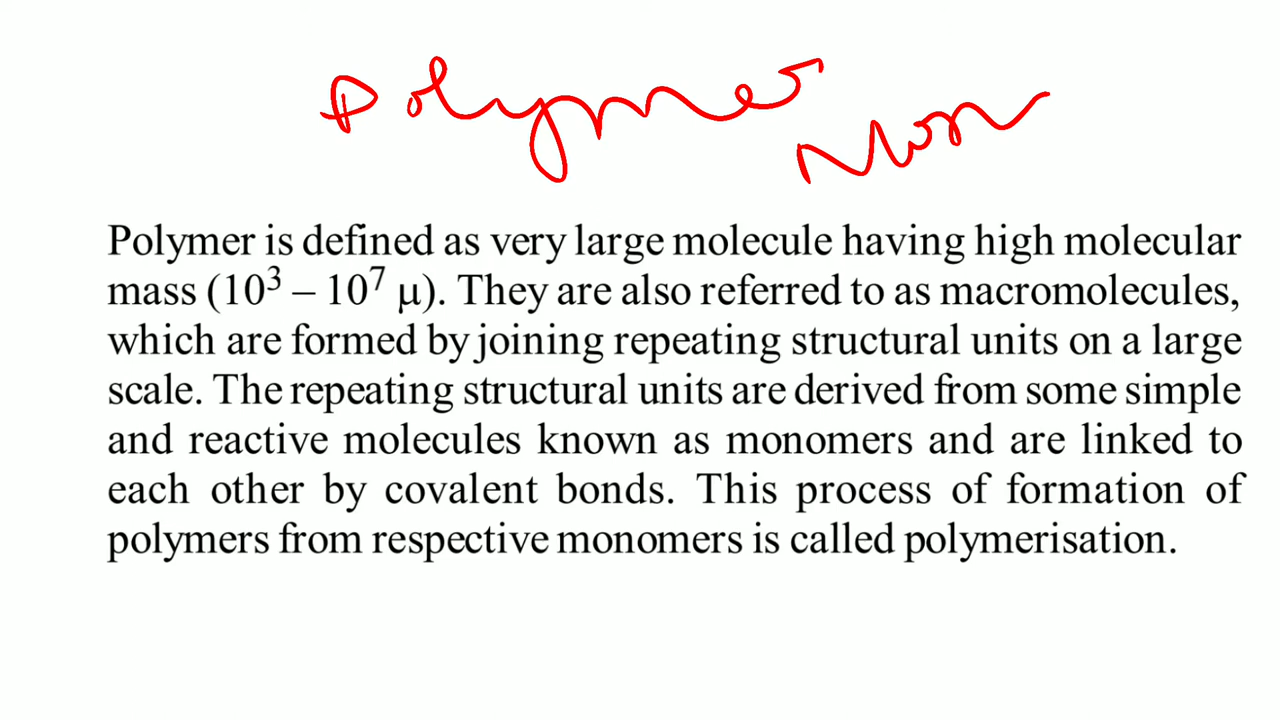 Polymer
Mon
Polymer is defined as very large molecule having high molecular
mass (10³ – 10⁷ μ). They are also referred to as macromolecules,
which are formed by joining repeating structural units on a large
scale. The repeating structural units are derived from some simple
and reactive molecules known as monomers and are linked to
each other by covalent bonds. This process of formation of
polymers from respective monomers is called polymerisation.